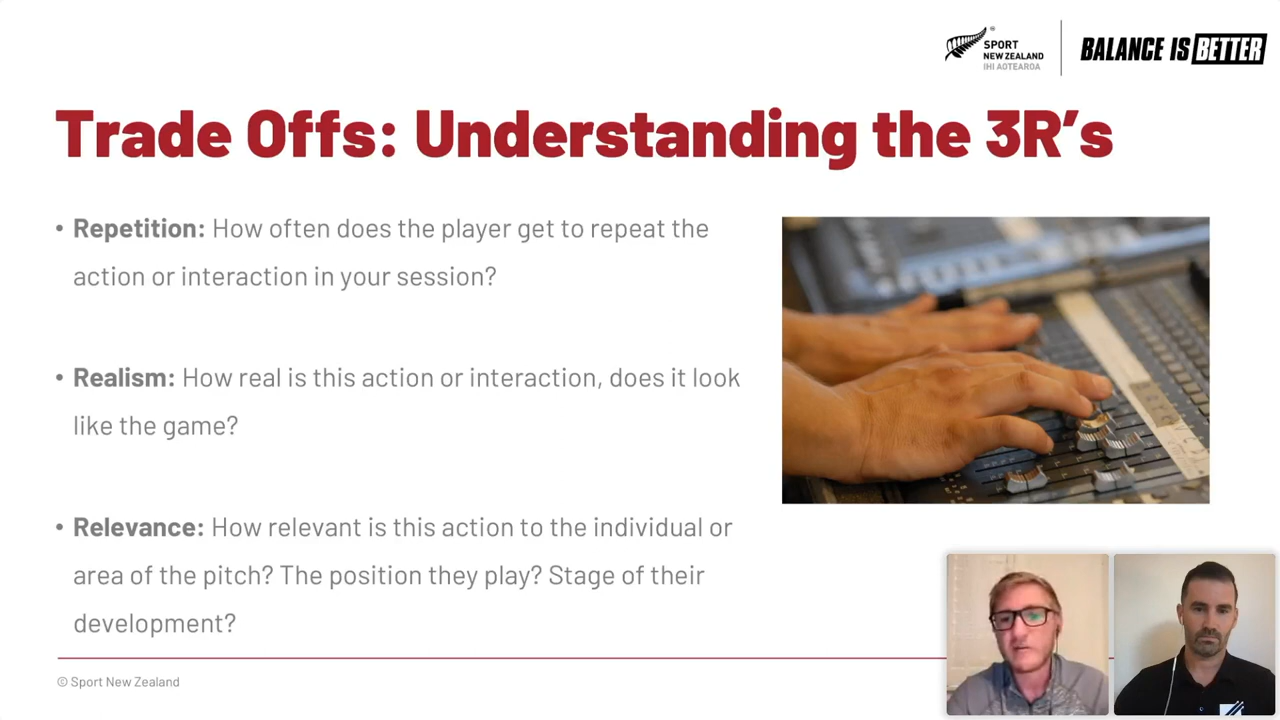 SPORT
NEW ZEALAND
IHI AOTEAROA
BALANCE IS BETTER
Trade Offs: Understanding the 3R’s
• Repetition: How often does the player get to repeat the
action or interaction in your session?
• Realism: How real is this action or interaction, does it look
like the game?
• Relevance: How relevant is this action to the individual or
area of the pitch? The position they play? Stage of their
development?
© Sport New Zealand